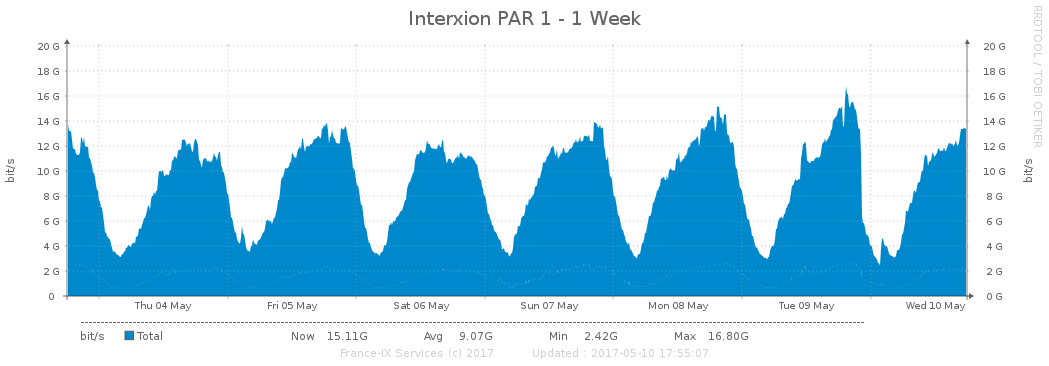 Interxion PAR 1 - 1 Week
RRDTOOL / TOBI OETIKER
bit/s
20 G
18 G
16 G
14 G
12 G
10 G
8 G
6 G
4 G
2 G
0
20 G
18 G
16 G
14 G
12 G
10 G
8 G
6 G
4 G
2 G
0 G
bit/s
Thu 04 May Fri 05 May Sat 06 May Sun 07 May Mon 08 May Tue 09 May Wed 10 May
bit/s Total Now 15.11G Avg 9.07G Min 2.42G Max 16.80G
France-IX Services (c) 2017 Updated : 2017-05-10 17:55:07